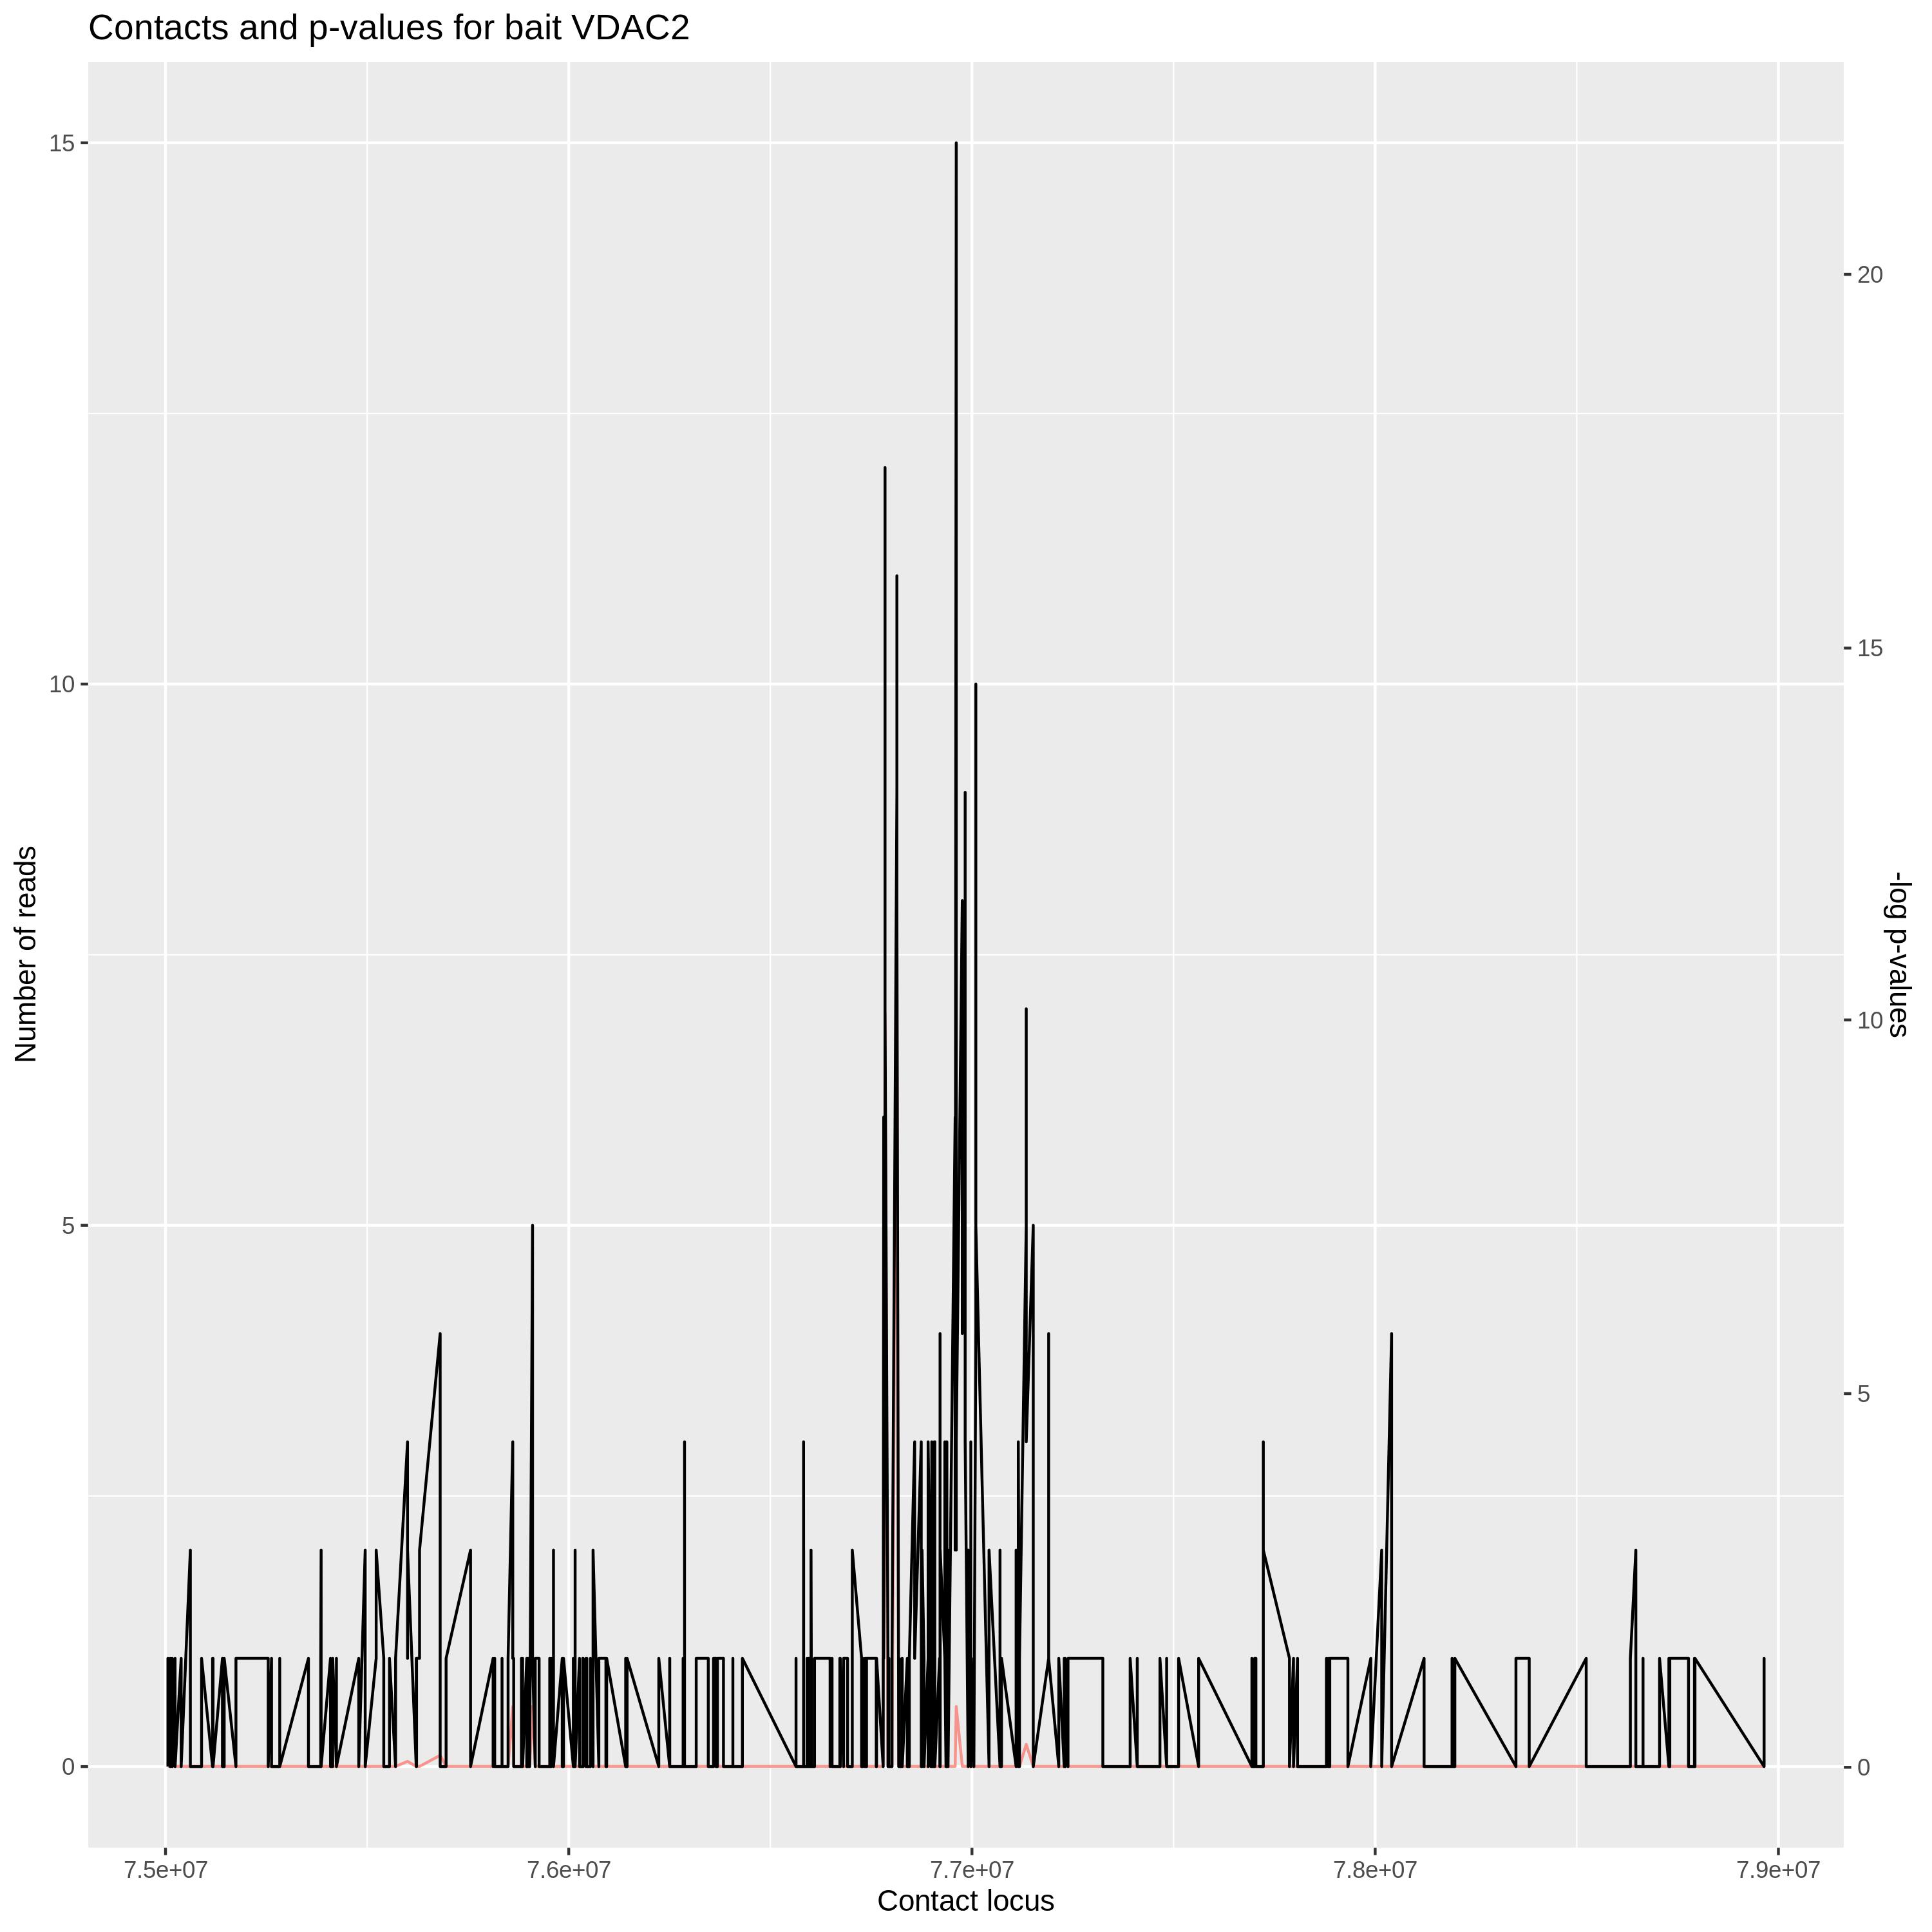 Contacts and p-values for bait VDAC2
15
10
5
0
Number of reads
20
15
10
5
0
-log p-values
7.5e+07
7.6e+07
7.7e+07
7.8e+07
7.9e+07
Contact locus